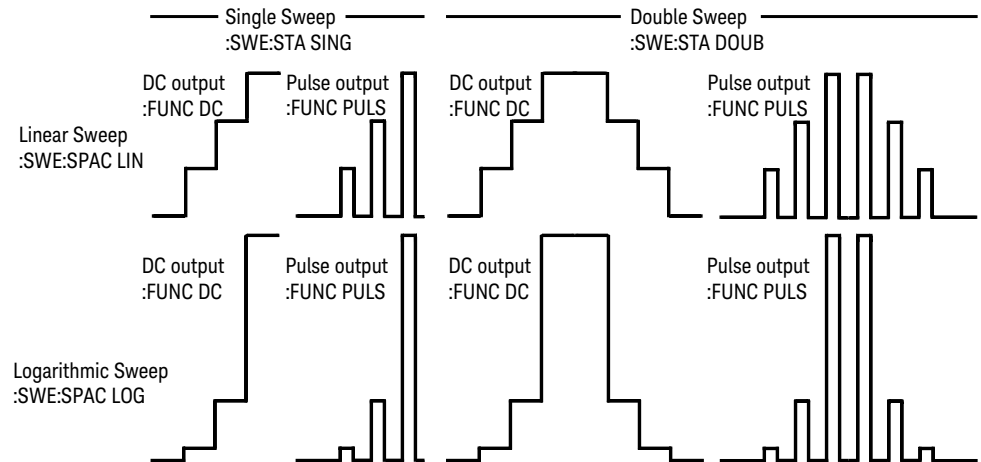 Single Sweep
:SWE:STA SING
Double Sweep
:SWE:STA DOUB
DC output
:FUNC DC
Pulse output
:FUNC PULS
DC output
:FUNC DC
Pulse output
:FUNC PULS
Linear Sweep
:SWE:SPAC LIN
DC output
:FUNC DC
Pulse output
:FUNC PULS
DC output
:FUNC DC
Pulse output
:FUNC PULS
Logarithmic Sweep
:SWE:SPAC LOG